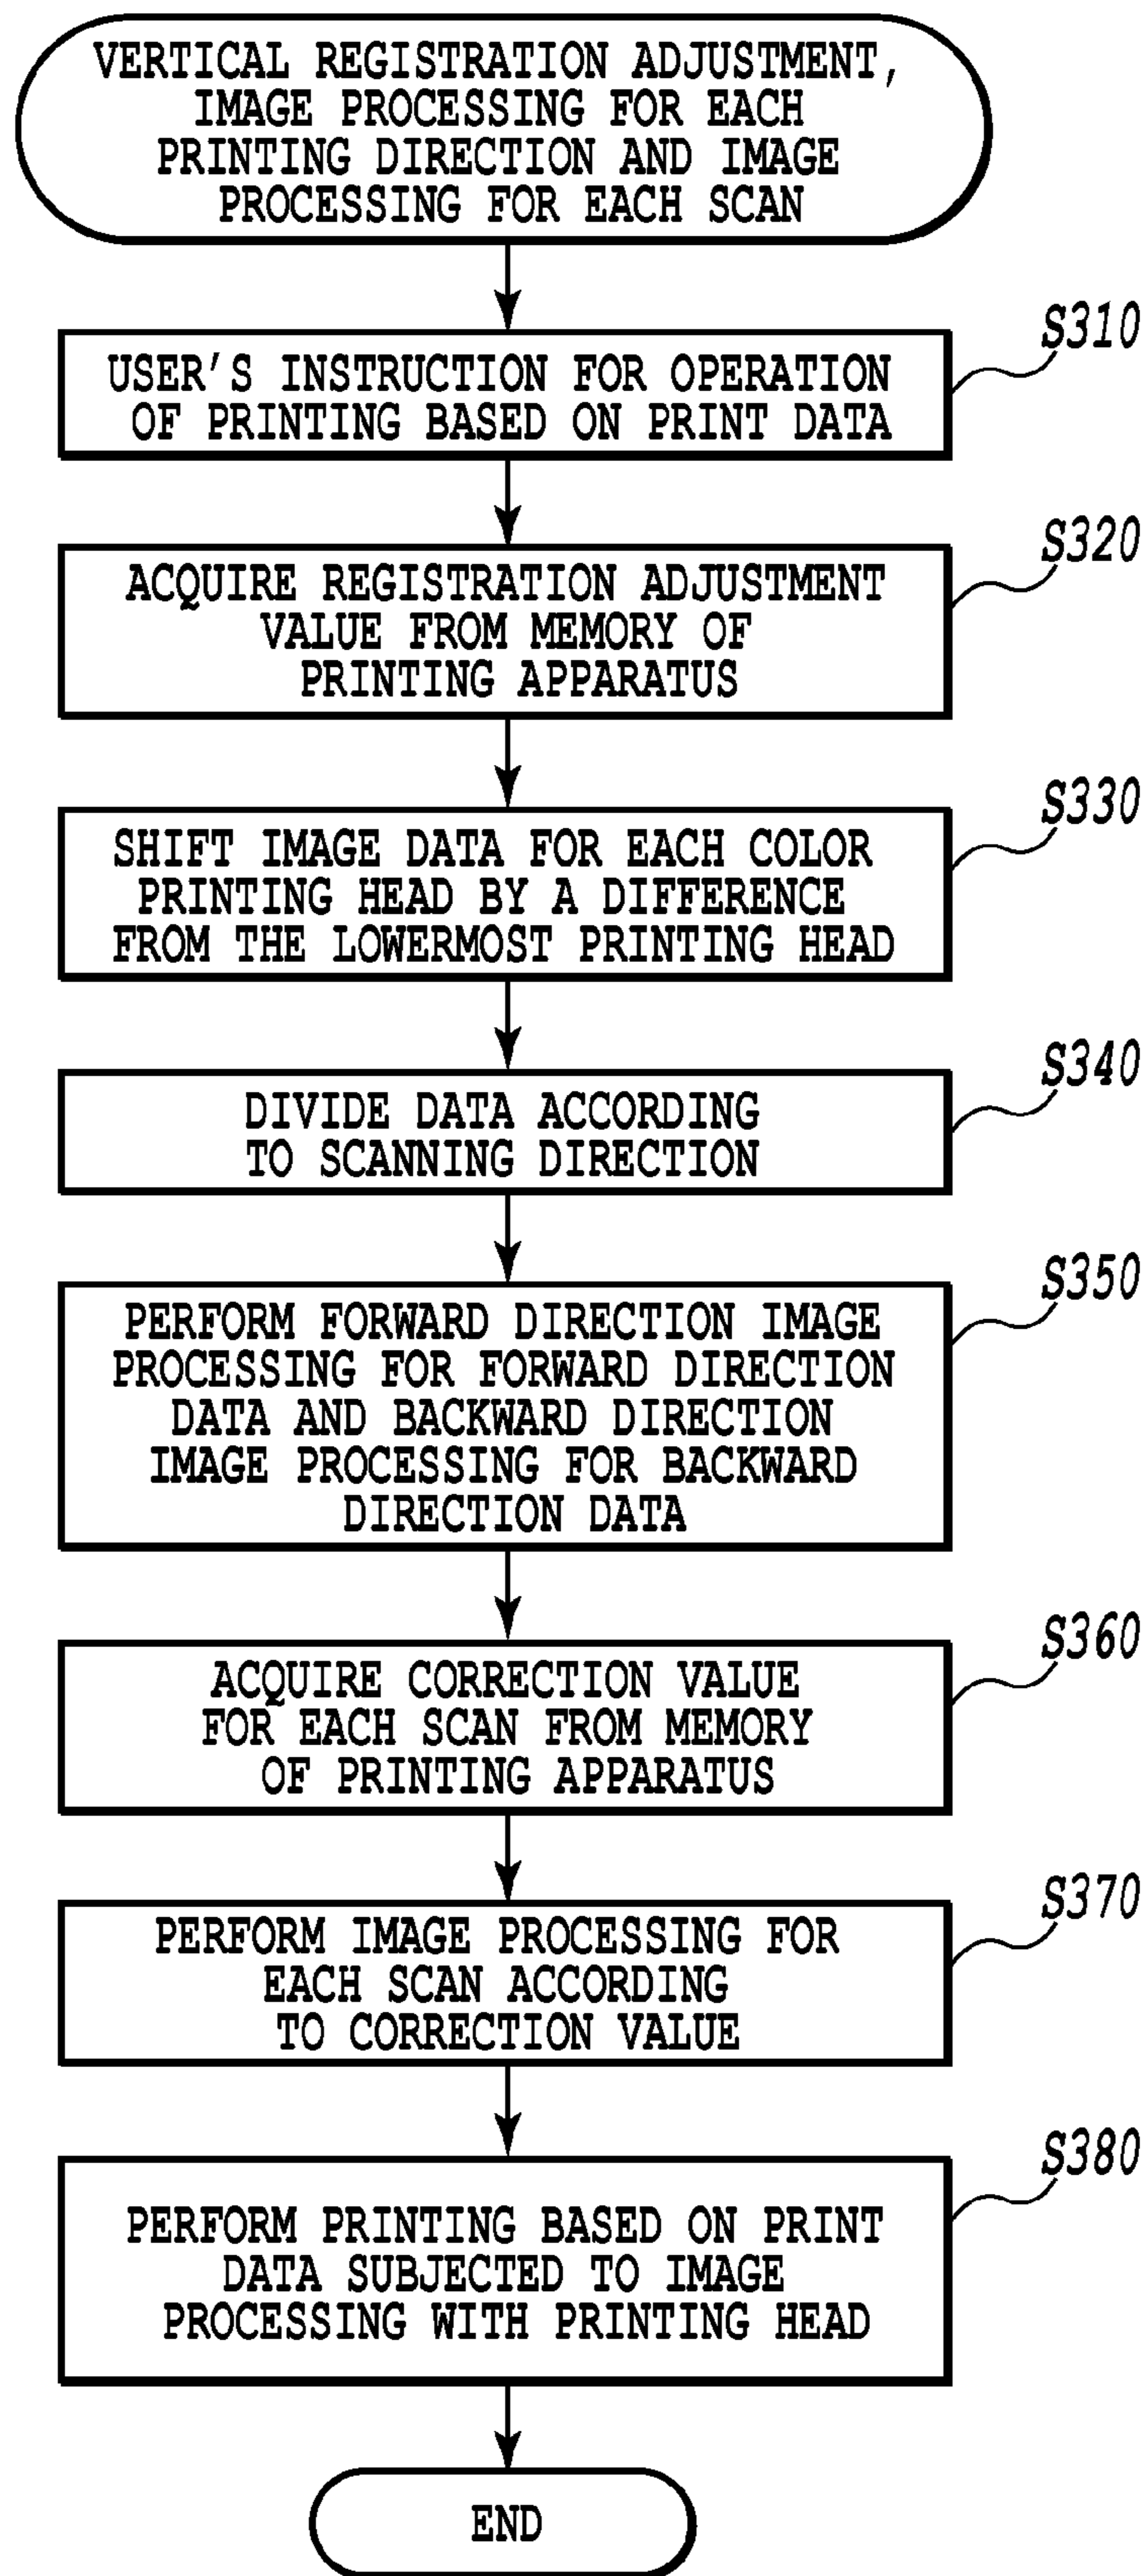 VERTICAL REGISTRATION ADJUSTMENT,
IMAGE PROCESSING FOR EACH
PRINTING DIRECTION AND IMAGE
PROCESSING FOR EACH SCAN
S310
USER'S INSTRUCTION FOR OPERATION
OF PRINTING BASED ON PRINT DATA
S320
ACQUIRE REGISTRATION ADJUSTMENT
VALUE FROM MEMORY OF
PRINTING APPARATUS
S330
SHIFT IMAGE DATA FOR EACH COLOR
PRINTING HEAD BY A DIFFERENCE
FROM THE LOWERMOST PRINTING HEAD
S340
DIVIDE DATA ACCORDING
TO SCANNING DIRECTION
S350
PERFORM FORWARD DIRECTION IMAGE
PROCESSING FOR FORWARD DIRECTION
DATA AND BACKWARD DIRECTION
IMAGE PROCESSING FOR BACKWARD
DIRECTION DATA
S360
ACQUIRE CORRECTION VALUE
FOR EACH SCAN FROM MEMORY
OF PRINTING APPARATUS
S370
PERFORM IMAGE PROCESSING FOR
EACH SCAN ACCORDING
TO CORRECTION VALUE
S380
PERFORM PRINTING BASED ON PRINT
DATA SUBJECTED TO IMAGE
PROCESSING WITH PRINTING HEAD
END